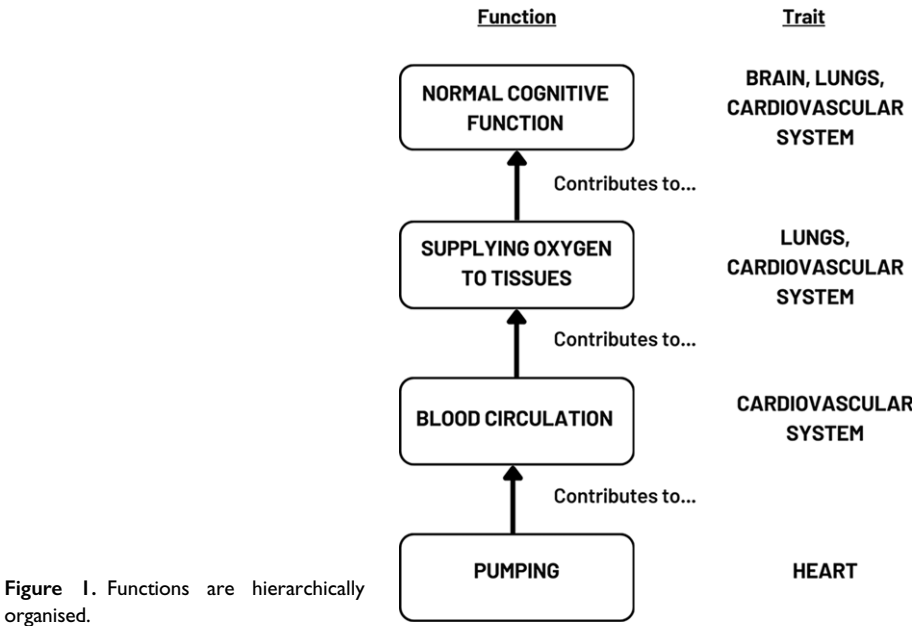 Function Trait
NORMAL COGNITIVE
FUNCTION
BRAIN, LUNGS,
CARDIOVASCULAR
SYSTEM
Contributes to...
SUPPLYING OXYGEN
TO TISSUES
LUNGS,
CARDIOVASCULAR
SYSTEM
Contributes to...
BLOOD CIRCULATION
CARDIOVASCULAR
SYSTEM
Contributes to...
PUMPING
HEART
Figure 1. Functions are hierarchically
organised.